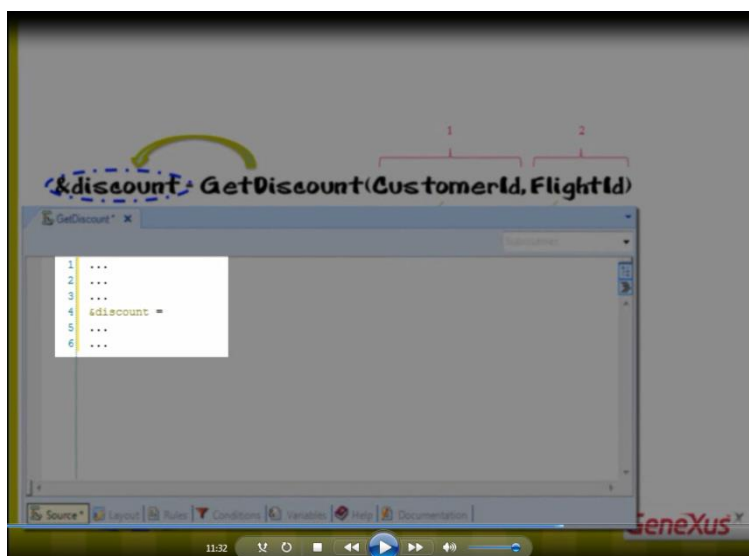 1 2
&discount = GetDiscount(CustomerId, FlightId)
GetDiscount* ×
Subroutines
1 ...
2 ...
3 ...
4 &discount =
5 ...
6 ...
Source* Layout Rules Conditions Variables Help Documentation
GeneXus
11:32